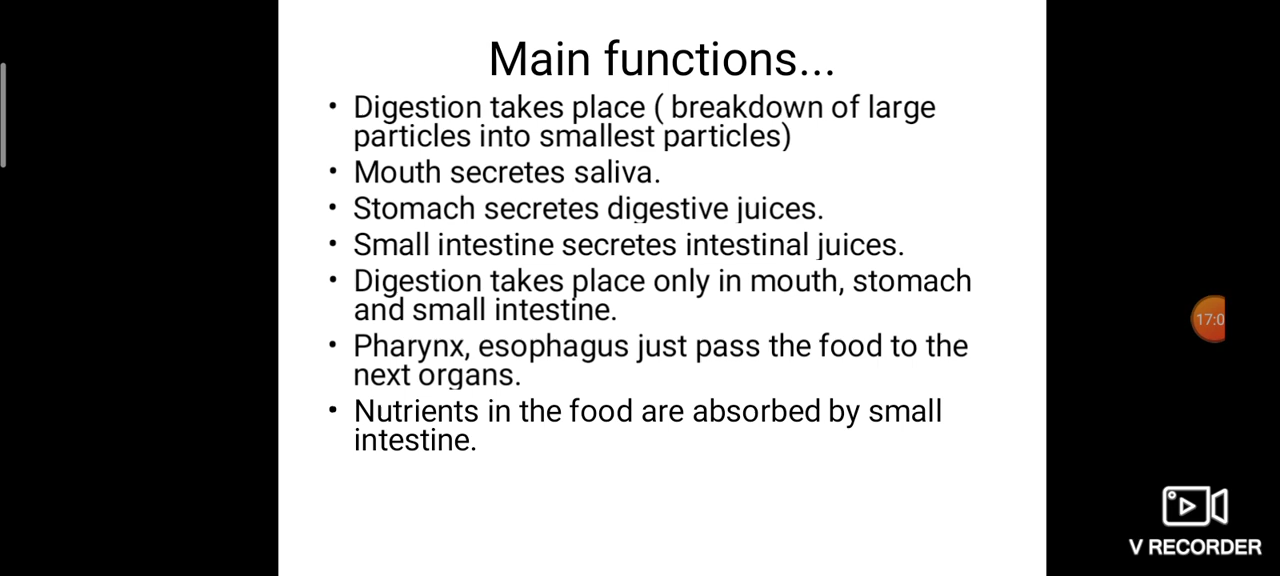 Main functions...
• Digestion takes place ( breakdown of large
particles into smallest particles)
• Mouth secretes saliva.
• Stomach secretes digestive juices.
• Small intestine secretes intestinal juices.
• Digestion takes place only in mouth, stomach
and small intestine.
• Pharynx, esophagus just pass the food to the
next organs.
• Nutrients in the food are absorbed by small
intestine.
17:0
V RECORDER